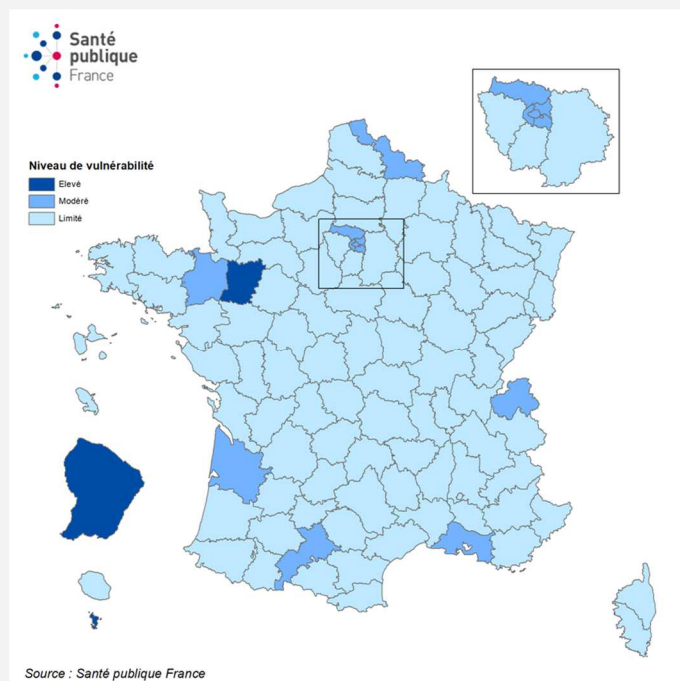 Santé
publique
France
Niveau de vulnérabilité
Elevé
Modéré
Limité
Source : Santé publique France